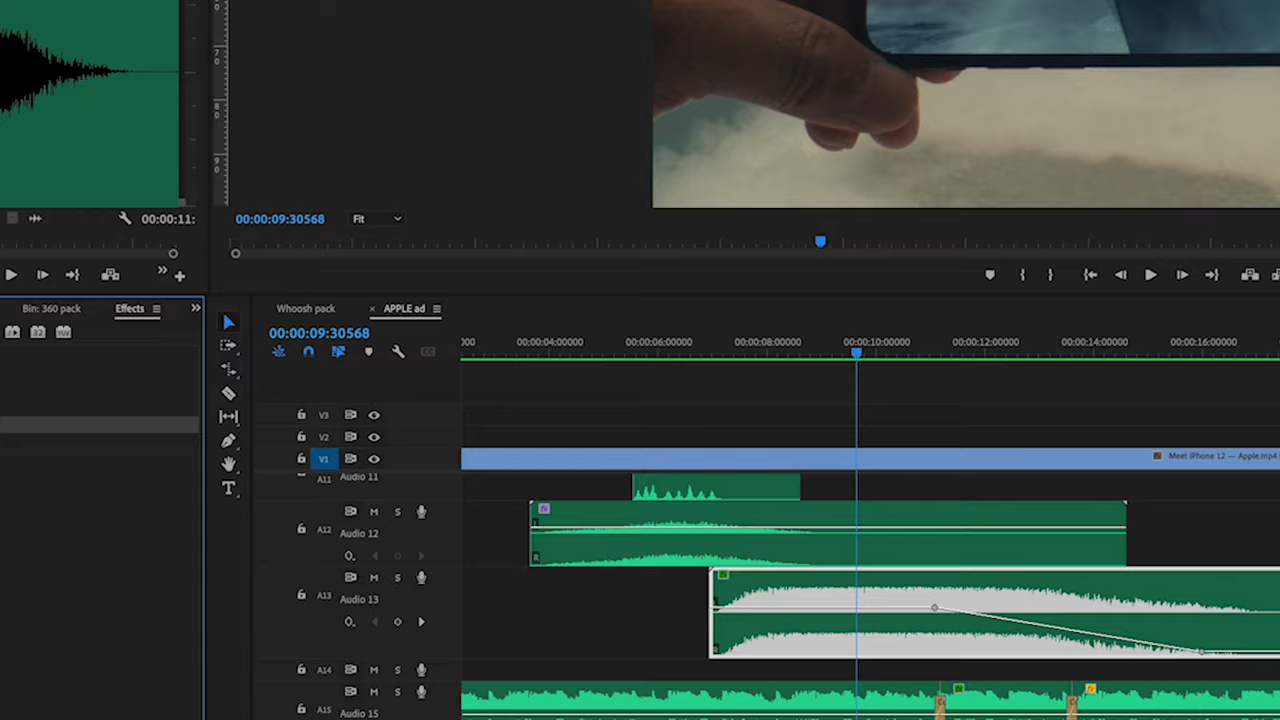 00:00:09:30568
Fit
00:00:11:
Bin: 360 pack
Effects
Whoosh pack
× APPLE ad
00:00:09:30568
32
YUV
000
00:00:04:00000
00:00:06:00000
00:00:08:00000
00:00:10:00000
00:00:12:00000
00:00:14:00000
00:00:16:00000
V3
V2
V1
Meet iPhone 12 — Apple.mp4
A11 Audio 11
M S
A12 Audio 12
L
R
M S
A13 Audio 13
R
A14 M S
M S
A15 Audio 15